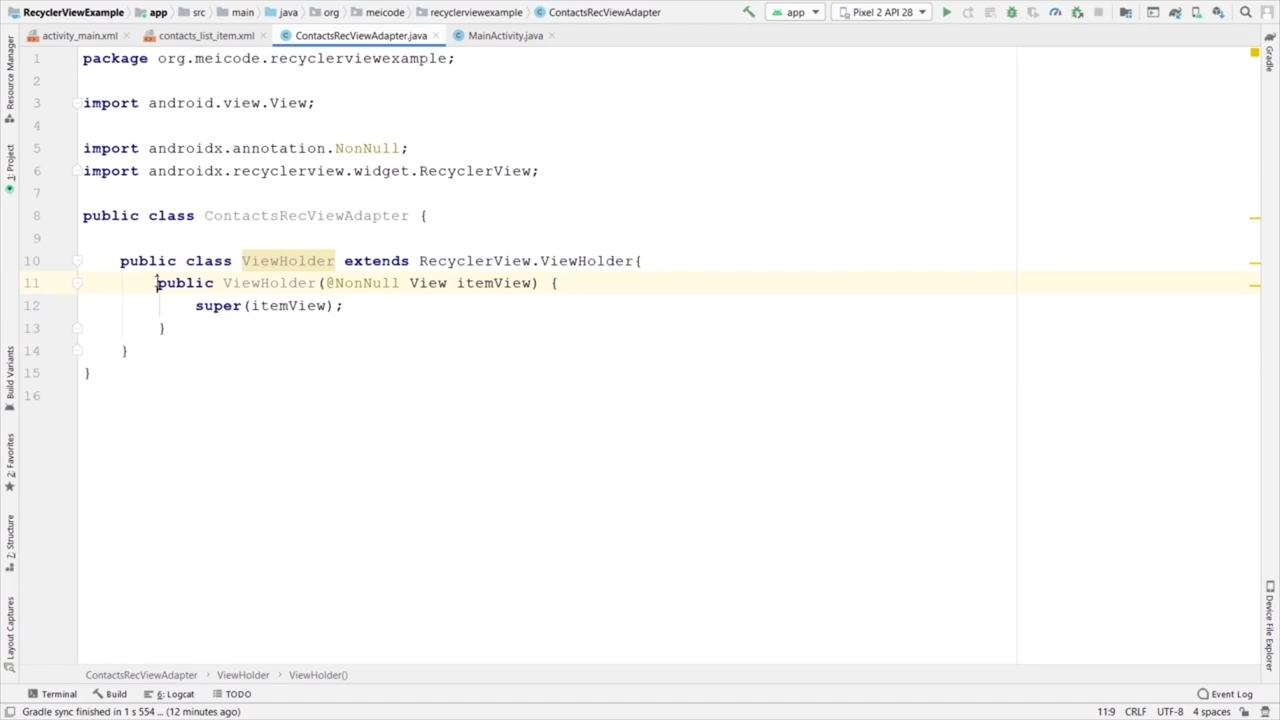 RecyclerViewExample app src main java org meicode recyclerviewexample ContactsRecViewAdapter app Pixel 2 API 28
activity_main.xml contacts_list_item.xml ContactsRecViewAdapter.java MainActivity.java
Resource Manager
1: Project
Build Variants
2: Favorites
7: Structure
Layout Captures
1 package org.meicode.recyclerviewexample;
2
3 import android.view.View;
4
5 import androidx.annotation.NonNull;
6 import androidx.recyclerview.widget.RecyclerView;
7
8 public class ContactsRecViewAdapter {
9
10 public class ViewHolder extends RecyclerView.ViewHolder{
11 public ViewHolder(@NonNull View itemView) {
12 super(itemView);
13 }
14 }
15 }
16
Gradle
Device File Explorer
ContactsRecViewAdapter ViewHolder ViewHolder()
Terminal Build 6: Logcat TODO Event Log
Gradle sync finished in 1 s 554 ... (12 minutes ago) 11:9 CRLF UTF-8 4 spaces